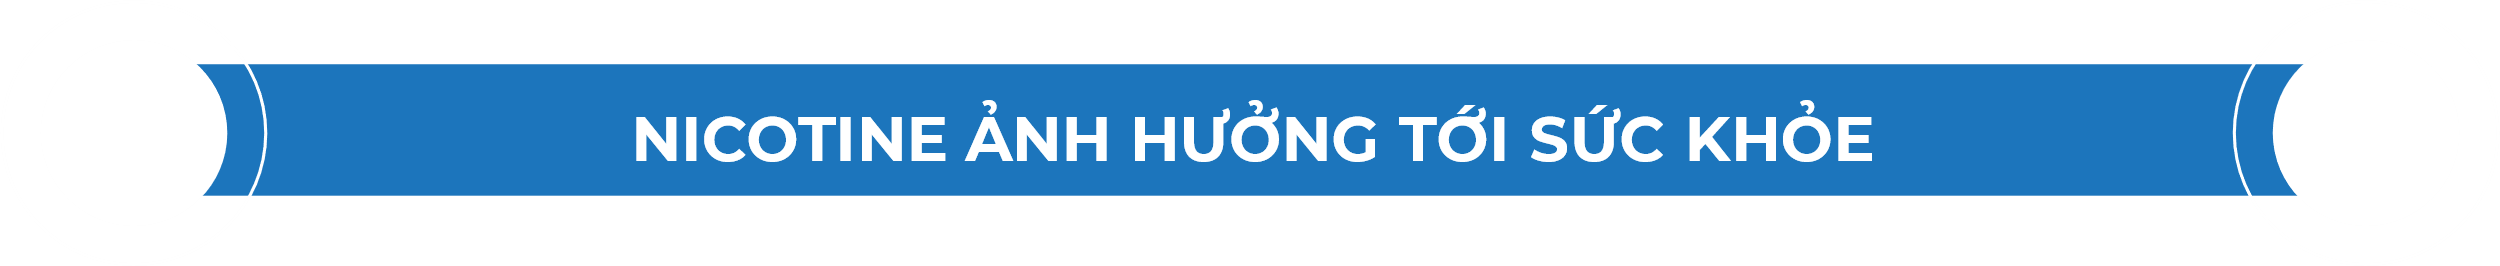 NICOTINE ẢNH HƯỞNG TỚI SỨC KHỎE